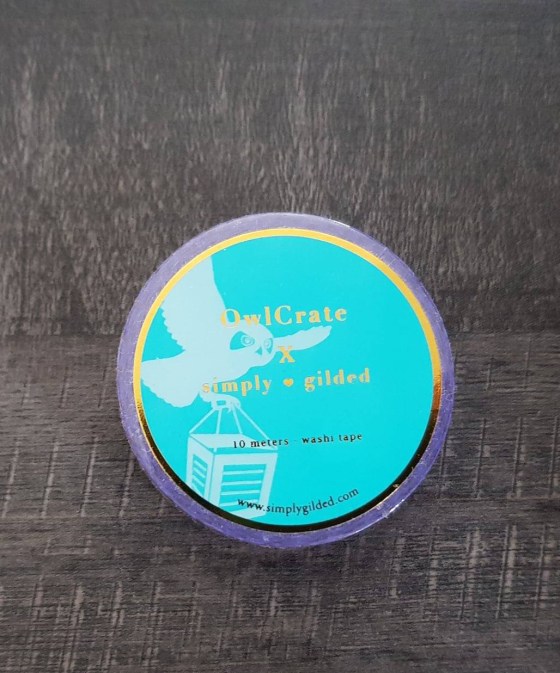 OwlCrate
X
simply ♥ gilded
10 meters - washi tape
www.simplygilded.com